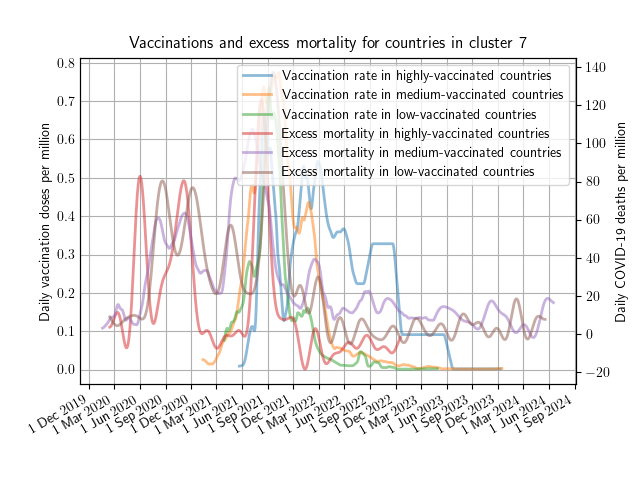 Vaccinations and excess mortality for countries in cluster 7
Vaccination rate in highly-vaccinated countries
Vaccination rate in medium-vaccinated countries
Vaccination rate in low-vaccinated countries
Excess mortality in highly-vaccinated countries
Excess mortality in medium-vaccinated countries
Excess mortality in low-vaccinated countries
Daily vaccination doses per million
0.8
0.7
0.6
0.5
0.4
0.3
0.2
0.1
0.0
Daily COVID-19 deaths per million
140
120
100
80
60
40
20
0
−20
1 Dec 2019
1 Mar 2020
1 Jun 2020
1 Sep 2020
1 Dec 2020
1 Mar 2021
1 Jun 2021
1 Sep 2021
1 Dec 2021
1 Mar 2022
1 Jun 2022
1 Sep 2022
1 Dec 2022
1 Mar 2023
1 Jun 2023
1 Sep 2023
1 Dec 2023
1 Mar 2024
1 Jun 2024
1 Sep 2024